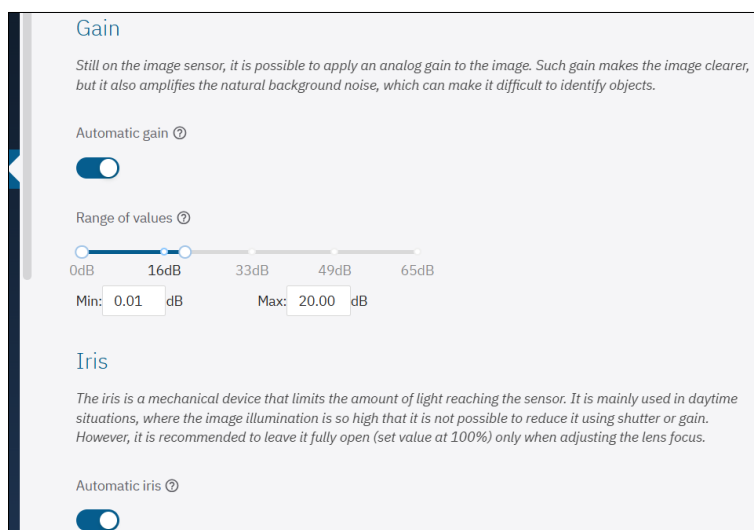 Gain
Still on the image sensor, it is possible to apply an analog gain to the image. Such gain makes the image clearer,
but it also amplifies the natural background noise, which can make it difficult to identify objects.
Automatic gain
Range of values
0dB 16dB 33dB 49dB 65dB
Min: 0.01 dB Max: 20.00 dB
Iris
The iris is a mechanical device that limits the amount of light reaching the sensor. It is mainly used in daytime
situations, where the image illumination is so high that it is not possible to reduce it using shutter or gain.
However, it is recommended to leave it fully open (set value at 100%) only when adjusting the lens focus.
Automatic iris